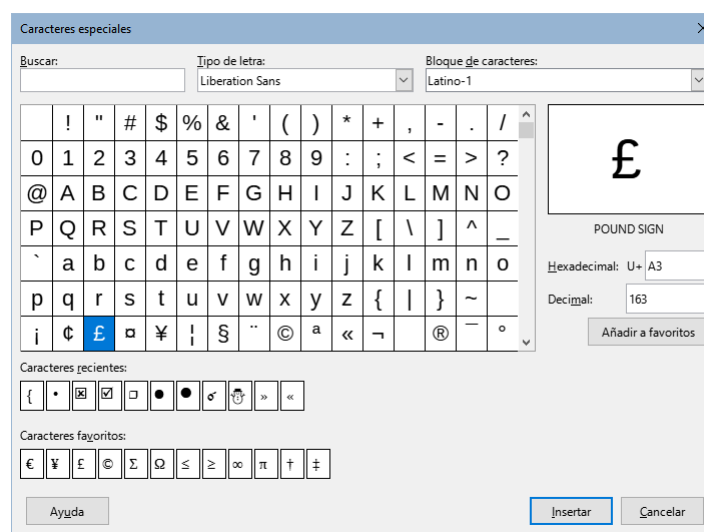 Caracteres especiales
Buscar: Tipo de letra: Bloque de caracteres:
Liberation Sans Latino-1
! " # $ % & ' ( ) * + , - . /
0 1 2 3 4 5 6 7 8 9 : ; < = > ?
@ A B C D E F G H I J K L M N O
P Q R S T U V W X Y Z [ \ ] ^ _
` a b c d e f g h i j k l m n o
p q r s t u v w x y z { | } ~
¡ ¢ £ ¤ ¥ ¦ § ¨ © ª « ¬ ® ¯ °
£
POUND SIGN
Hexadecimal: U+ A3
Decimal: 163
Añadir a favoritos
Caracteres recientes:
{ • ☒ ☑ ❒ ● ⚫ ☃ » «
Caracteres favoritos:
€ ¥ £ © Σ Ω ≤ ≥ ∞ π † ‡
Ayuda Insertar Cancelar